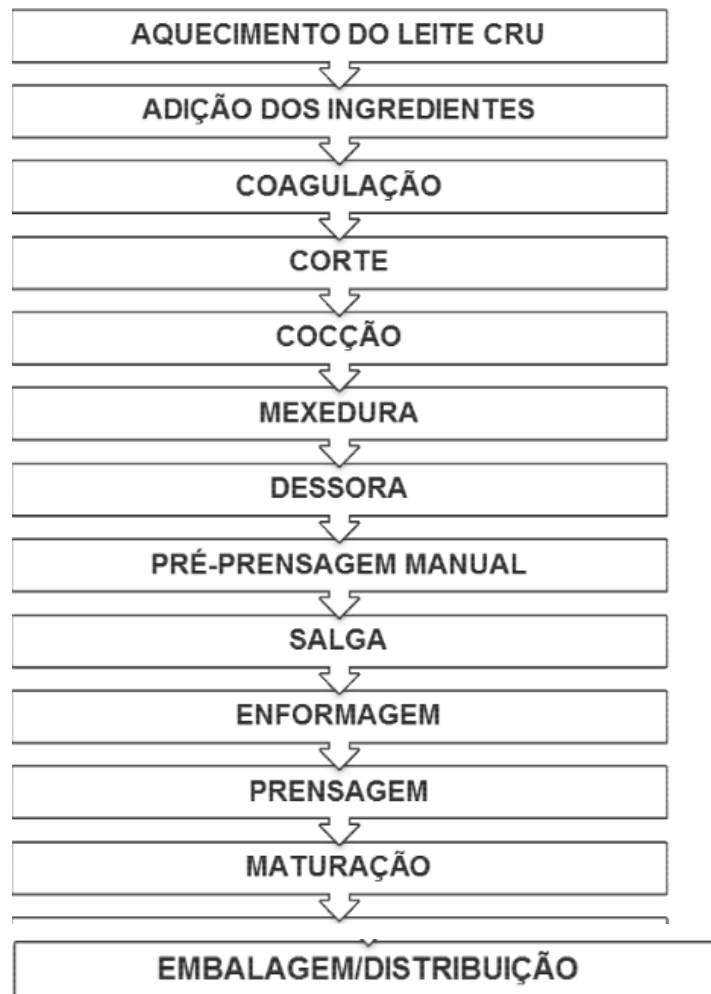 AQUECIMENTO DO LEITE CRU
ADIÇÃO DOS INGREDIENTES
COAGULAÇÃO
CORTE
COCÇÃO
MEXEDURA
DESSORA
PRÉ-PRENSAGEM MANUAL
SALGA
ENFORMAGEM
PRENSAGEM
MATURAÇÃO
EMBALAGEM/DISTRIBUIÇÃO